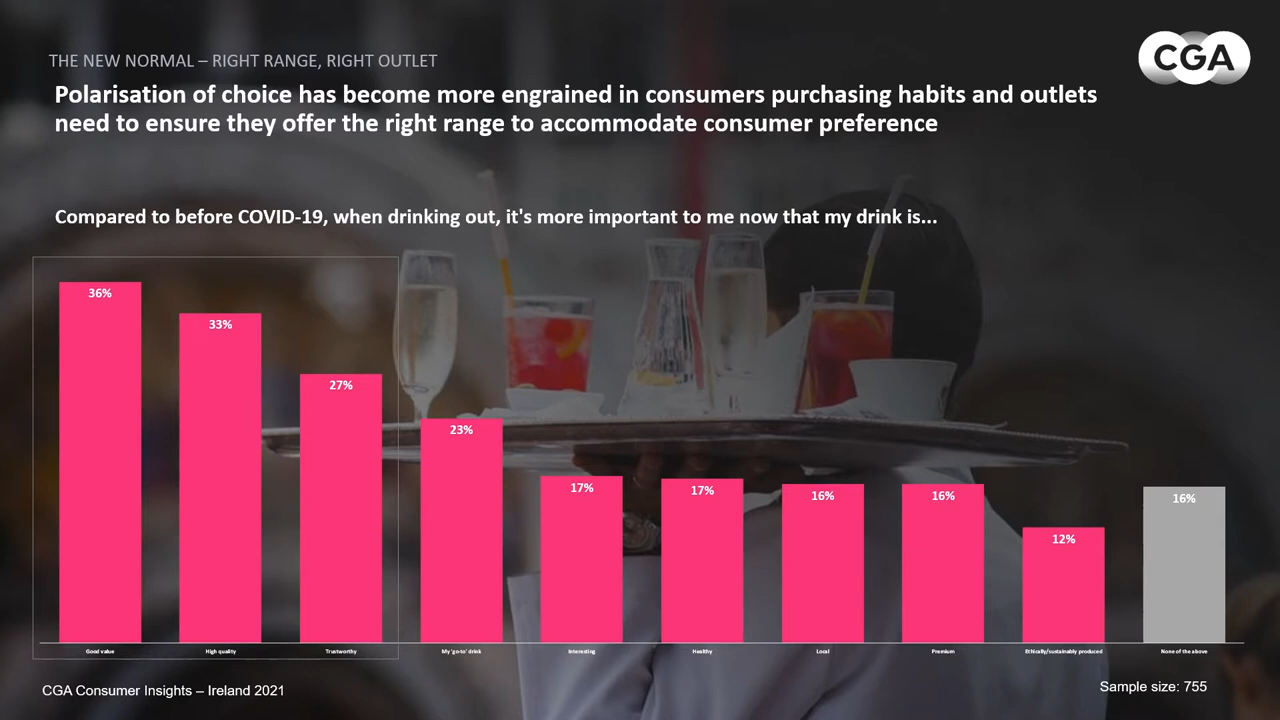 THE NEW NORMAL – RIGHT RANGE, RIGHT OUTLET
CGA
Polarisation of choice has become more engrained in consumers purchasing habits and outlets
need to ensure they offer the right range to accommodate consumer preference
Compared to before COVID-19, when drinking out, it's more important to me now that my drink is...
36%
33%
27%
23%
17%
17%
16%
16%
12%
16%
Good value
High quality
Trustworthy
My 'go-to' drink
Interesting
Healthy
Local
Premium
Ethically/sustainably produced
None of the above
CGA Consumer Insights – Ireland 2021
Sample size: 755